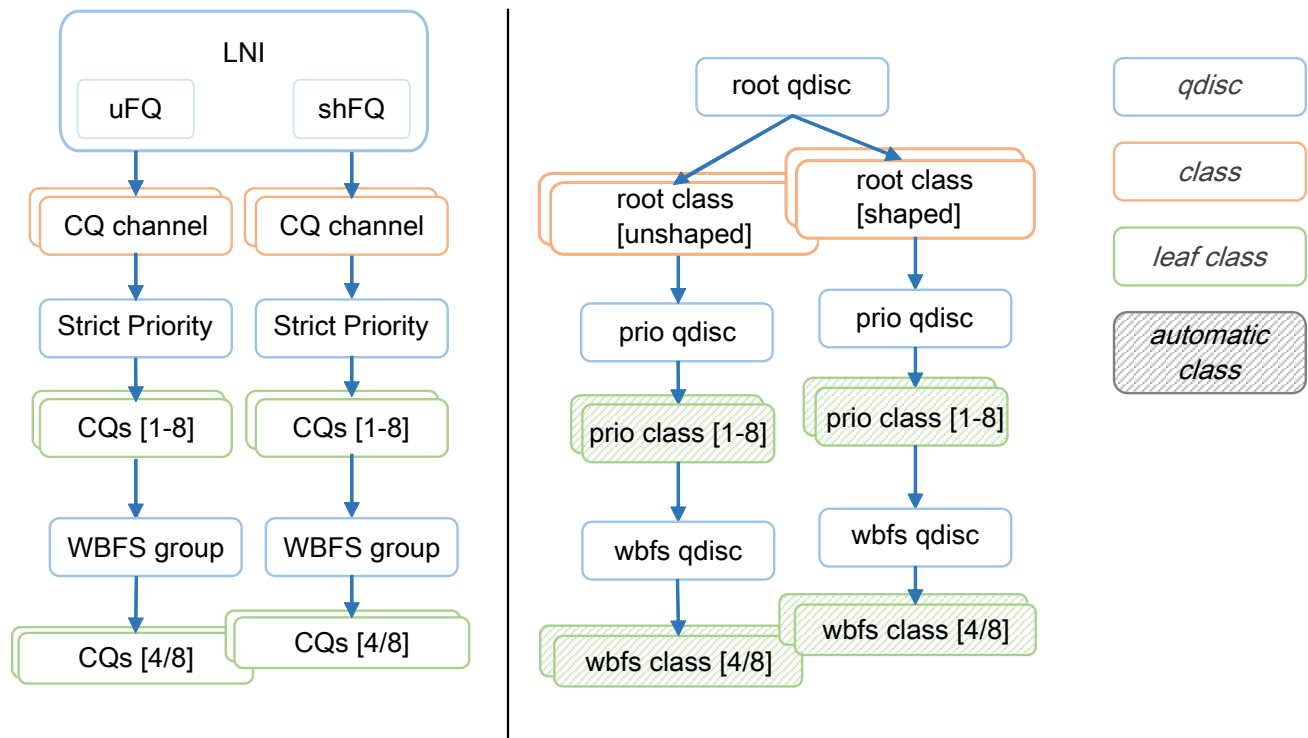 LNI
uFQ
shFQ
CQ channel
CQ channel
Strict Priority
Strict Priority
CQs [1-8]
CQs [1-8]
WBFS group
WBFS group
CQs [4/8]
CQs [4/8]
root qdisc
root class
[unshaped]
root class
[shaped]
prio qdisc
prio qdisc
prio class [1-8]
prio class [1-8]
wbfs qdisc
wbfs qdisc
wbfs class [4/8]
wbfs class [4/8]
qdisc
class
leaf class
automatic
class